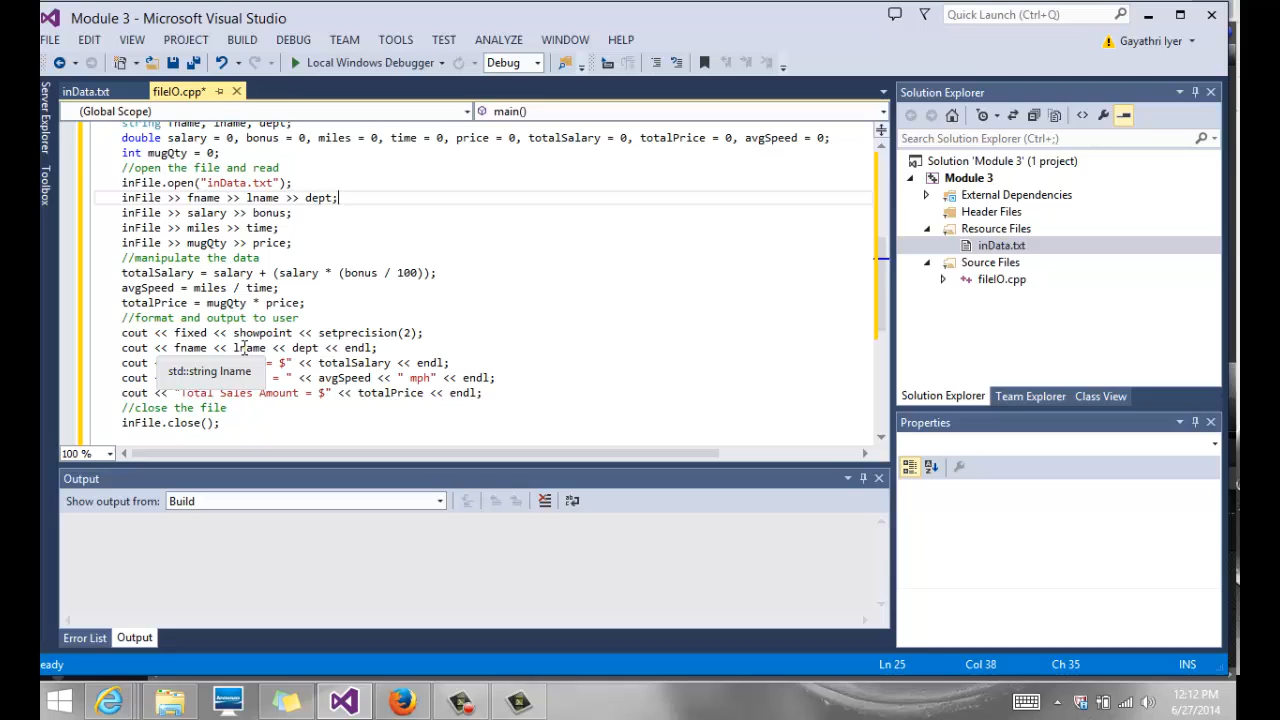 Module 3 - Microsoft Visual Studio
Quick Launch (Ctrl+Q)
FILE EDIT VIEW PROJECT BUILD DEBUG TEAM TOOLS TEST ANALYZE WINDOW HELP
Gayathri Iyer
Local Windows Debugger Debug
Server Explorer
Toolbox
inData.txt fileIO.cpp*
(Global Scope) main()
string fname, lname, dept;
double salary = 0, bonus = 0, miles = 0, time = 0, price = 0, totalSalary = 0, totalPrice = 0, avgSpeed = 0;
int mugQty = 0;
//open the file and read
inFile.open("inData.txt");
inFile >> fname >> lname >> dept;
inFile >> salary >> bonus;
inFile >> miles >> time;
inFile >> mugQty >> price;
//manipulate the data
totalSalary = salary + (salary * (bonus / 100));
avgSpeed = miles / time;
totalPrice = mugQty * price;
//format and output to user
cout << fixed << showpoint << setprecision(2);
cout << fname << lname << dept << endl;
cout = $" << totalSalary << endl;
std::string lname
cout = " << avgSpeed << " mph" << endl;
cout << "Total Sales Amount = $" << totalPrice << endl;
//close the file
inFile.close();
100 %
Output
Show output from: Build
Error List Output
Solution Explorer
Search Solution Explorer (Ctrl+;)
Solution 'Module 3' (1 project)
Module 3
External Dependencies
Header Files
Resource Files
inData.txt
Source Files
fileIO.cpp
Solution Explorer Team Explorer Class View
Properties
eady Ln 25 Col 38 Ch 35 INS
12:12 PM
6/27/2014